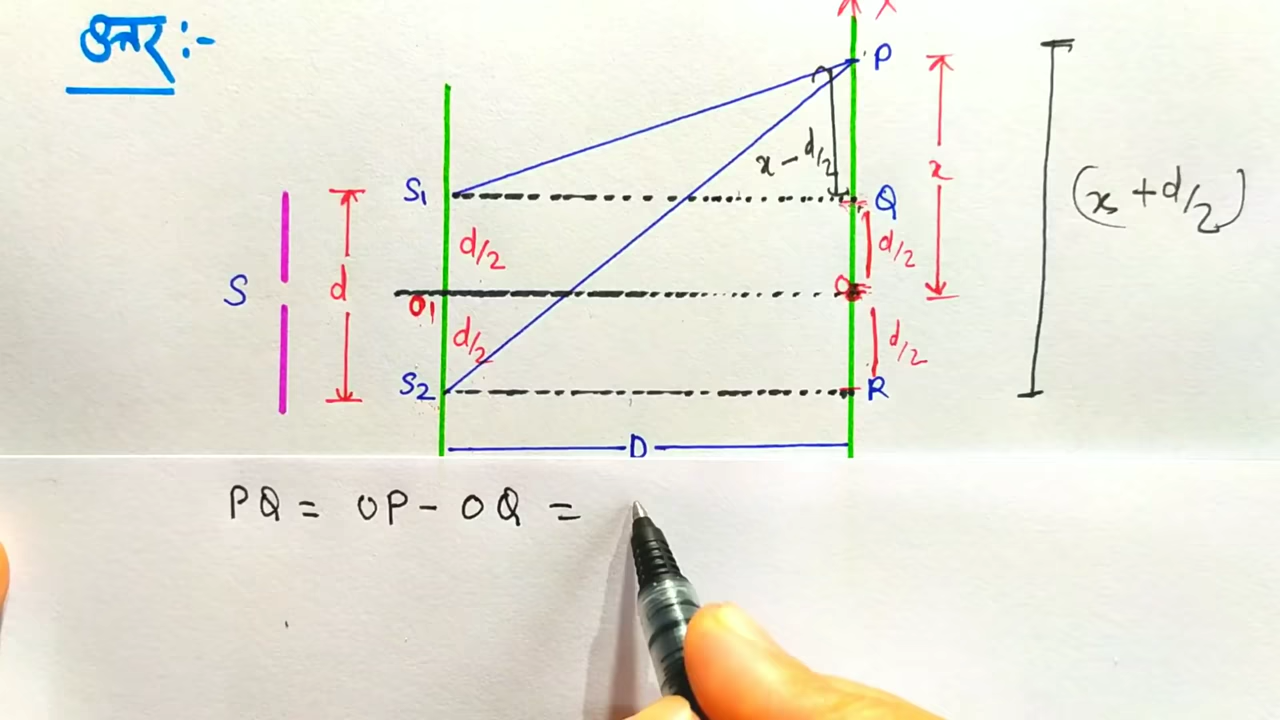 उत्तर :-
X
P
x
x - d/2
(x + d/2)
S1
Q
d/2
d/2
S
d
O
O1
d/2
d/2
S2
R
D
PQ = OP - OQ =